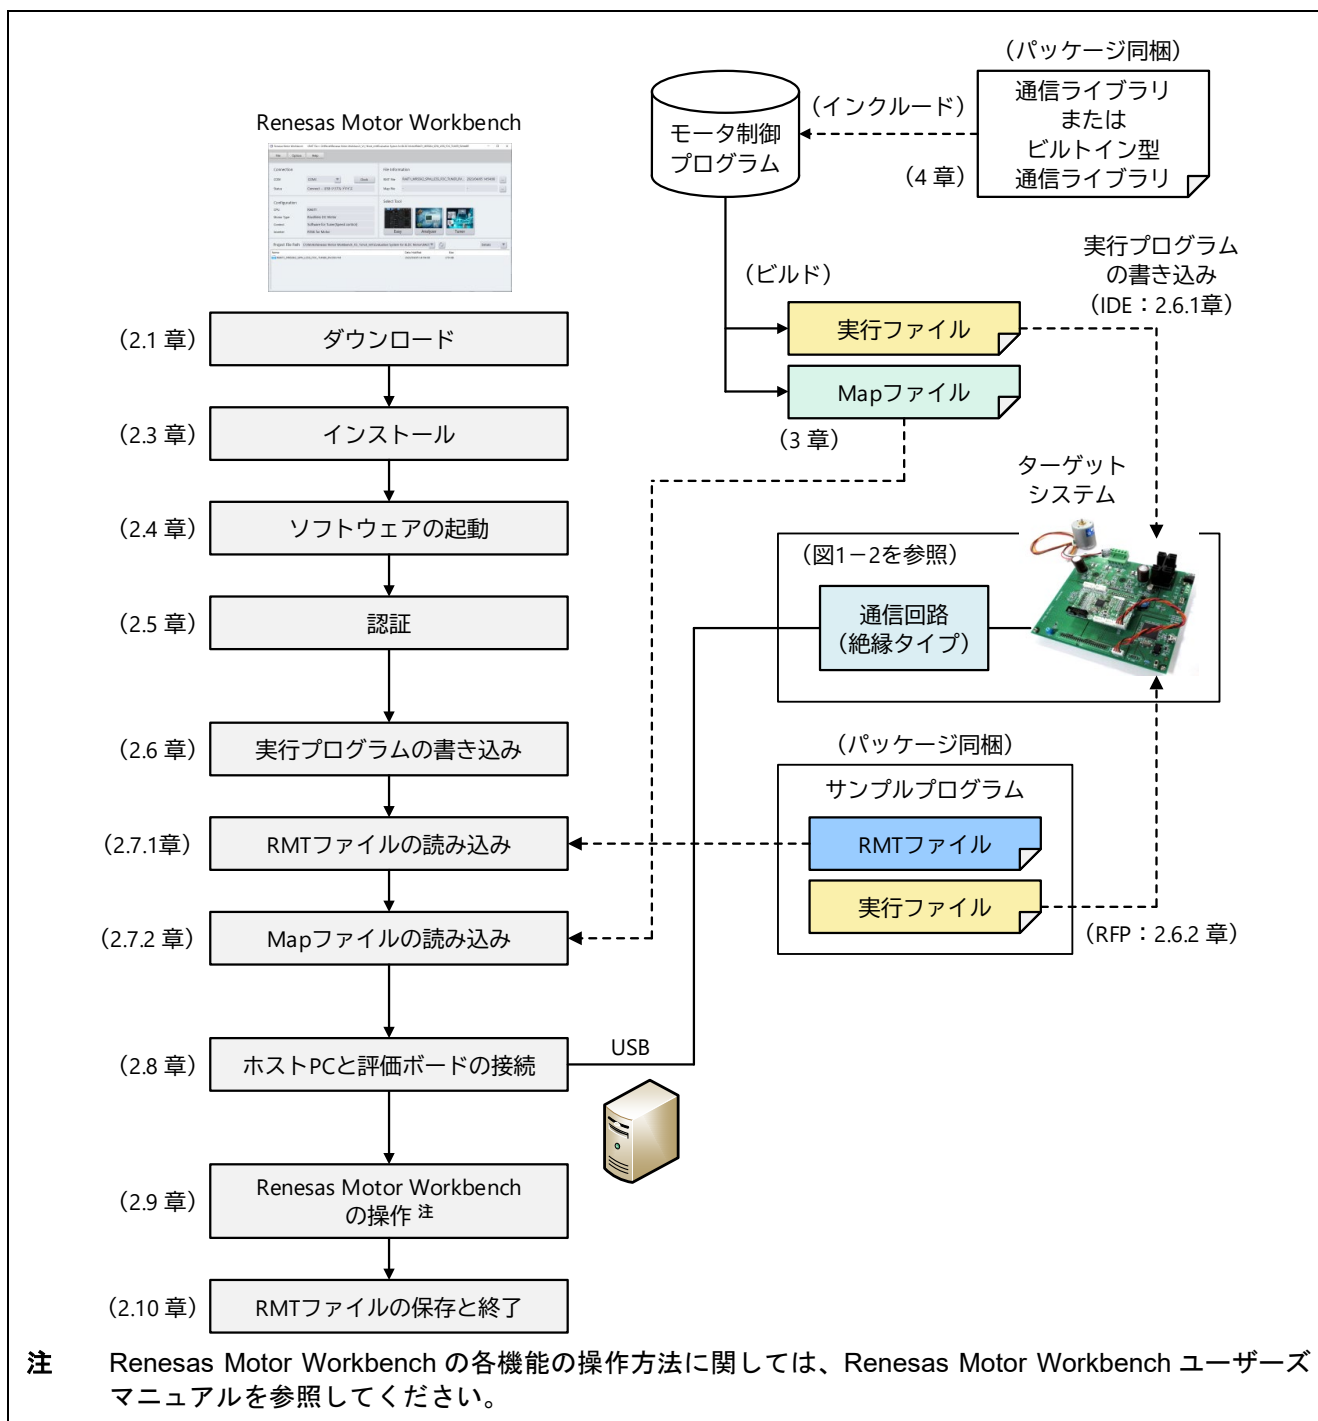 (パッケージ同梱)
通信ライブラリ
または
ビルトイン型
通信ライブラリ
(インクルード)
モータ制御
プログラム
(4 章)
Renesas Motor Workbench
(ビルド)
実行プログラム
の書き込み
(IDE:2.6.1章)
実行ファイル
Mapファイル
(3 章)
(2.1 章)
ダウンロード
(2.3 章)
インストール
(2.4 章)
ソフトウェアの起動
(2.5 章)
認証
(2.6 章)
実行プログラムの書き込み
(2.7.1章)
RMTファイルの読み込み
(2.7.2 章)
Mapファイルの読み込み
(2.8 章)
ホストPCと評価ボードの接続
USB
(2.9 章)
Renesas Motor Workbench
の操作 注
(2.10 章)
RMTファイルの保存と終了
ターゲット
システム
(図1-2を参照)
通信回路
(絶縁タイプ)
(パッケージ同梱)
サンプルプログラム
RMTファイル
実行ファイル
(RFP:2.6.2 章)
注 Renesas Motor Workbench の各機能の操作方法に関しては、Renesas Motor Workbench ユーザーズ
マニュアルを参照してください。